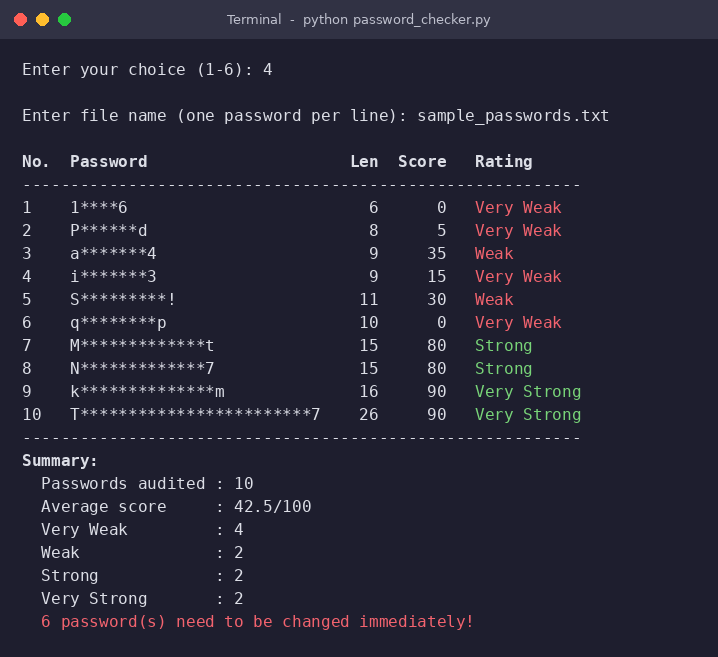 Terminal - python password_checker.py
Enter your choice (1-6): 4
Enter file name (one password per line): sample_passwords.txt
No.  Password                     Len  Score   Rating
----------------------------------------------------------
1    1****6                         6      0   Very Weak
2    P******d                       8      5   Very Weak
3    a*******4                      9     35   Weak
4    i*******3                      9     15   Very Weak
5    S*********!                   11     30   Weak
6    q********p                    10      0   Very Weak
7    M*************t               15     80   Strong
8    N*************7               15     80   Strong
9    k**************m              16     90   Very Strong
10   T************************7    26     90   Very Strong
----------------------------------------------------------
Summary:
  Passwords audited : 10
  Average score     : 42.5/100
  Very Weak         : 4
  Weak              : 2
  Strong            : 2
  Very Strong       : 2
  6 password(s) need to be changed immediately!